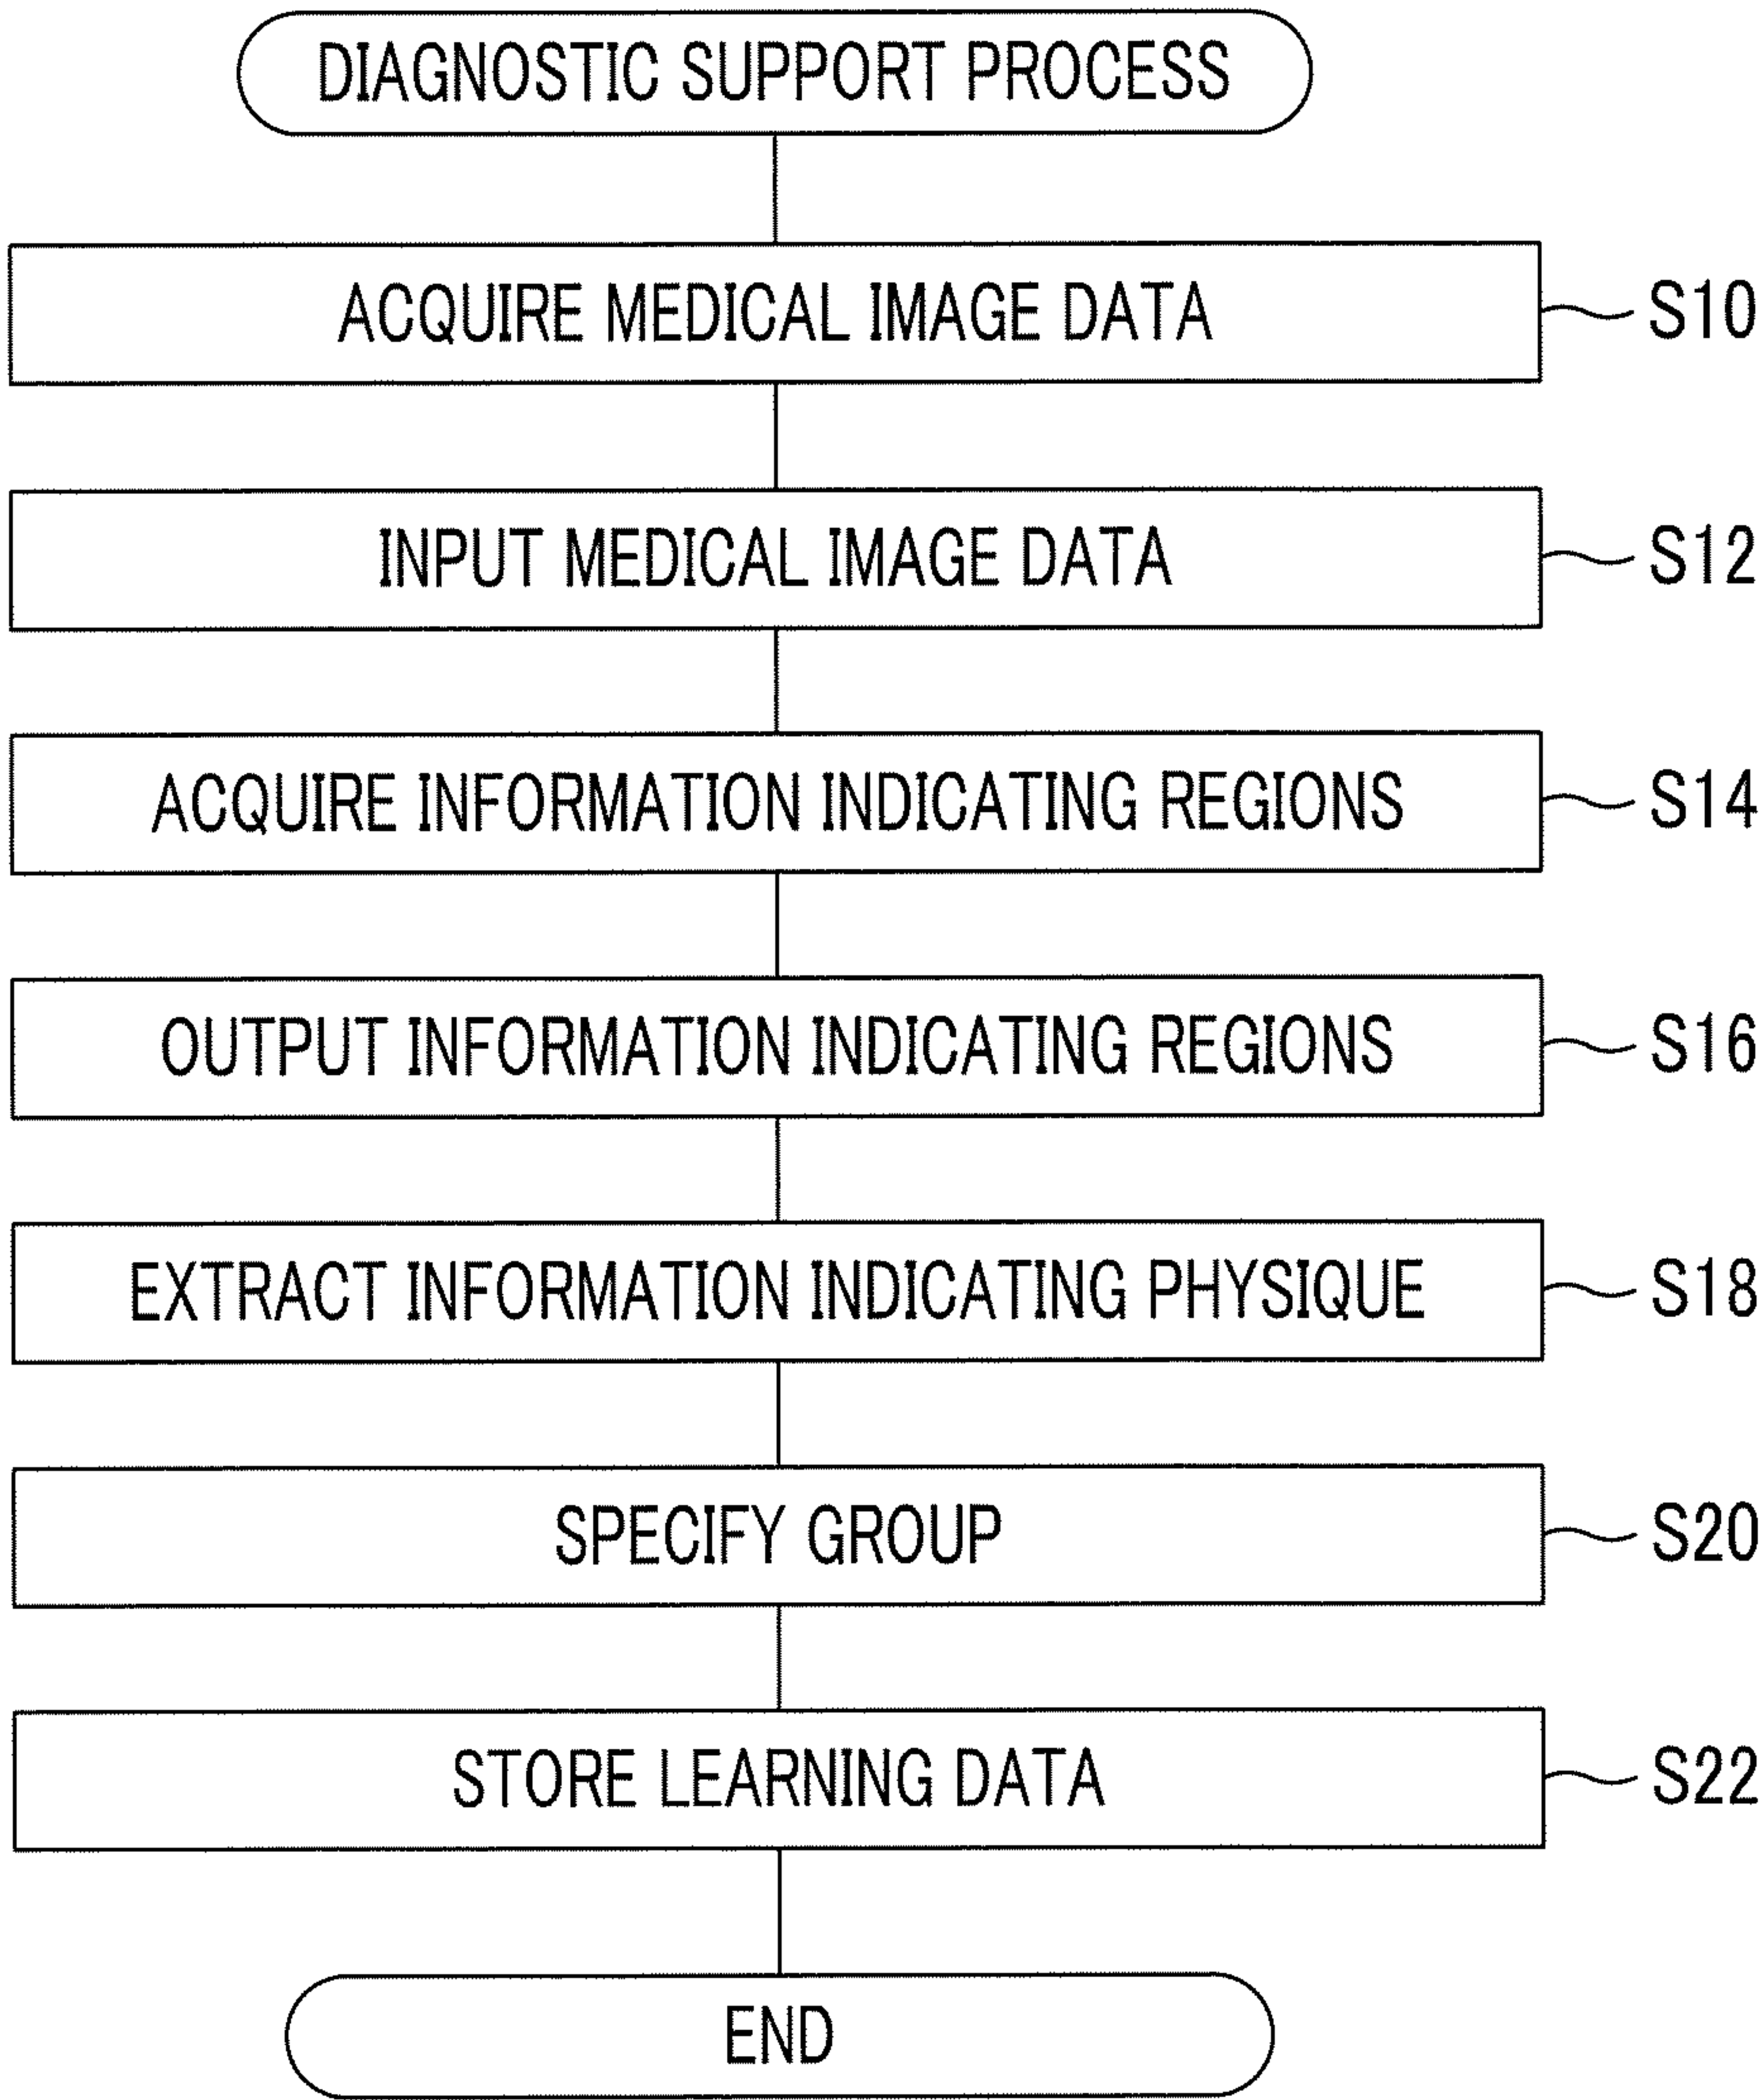 DIAGNOSTIC SUPPORT PROCESS
ACQUIRE MEDICAL IMAGE DATA
S10
INPUT MEDICAL IMAGE DATA
S12
ACQUIRE INFORMATION INDICATING REGIONS
S14
OUTPUT INFORMATION INDICATING REGIONS
S16
EXTRACT INFORMATION INDICATING PHYSIQUE
S18
SPECIFY GROUP
S20
STORE LEARNING DATA
S22
END